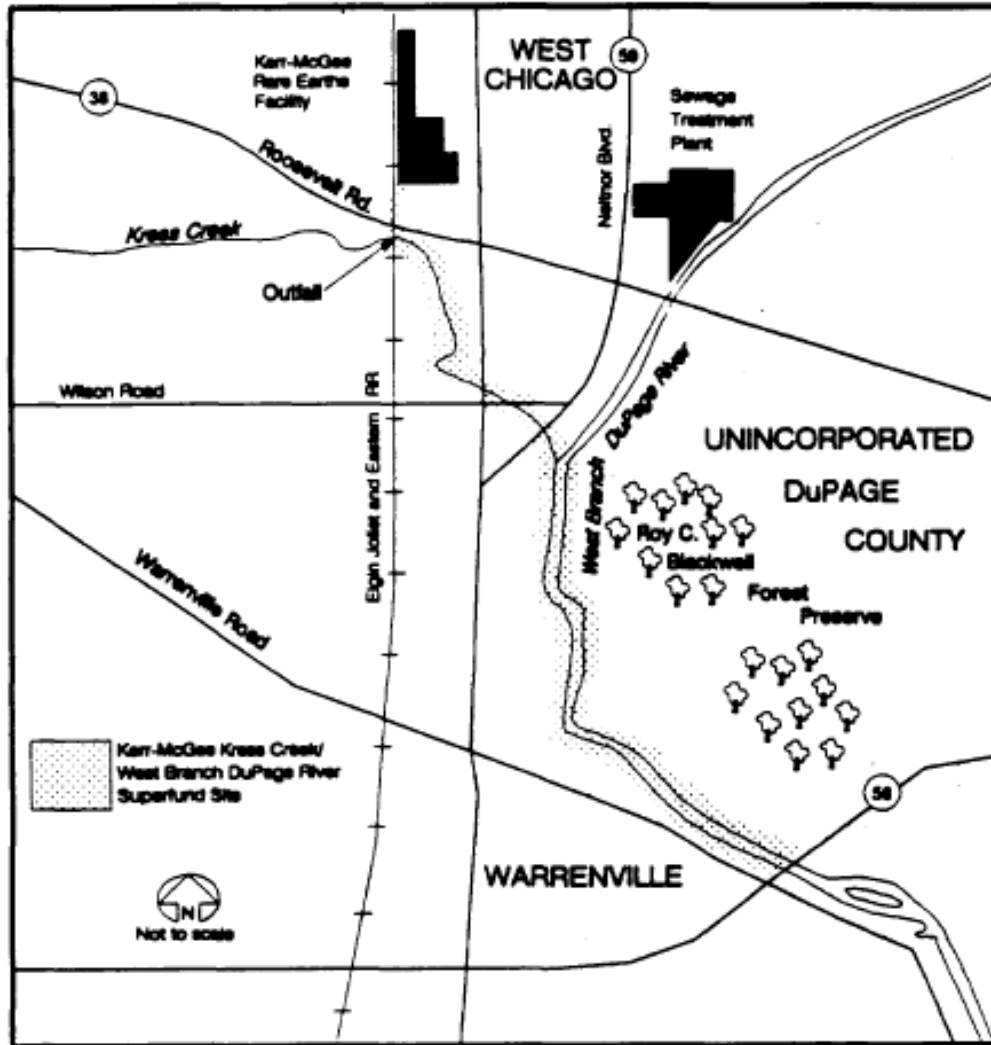 WEST
CHICAGO
Kerr-McGee
Rare Earths
Facility
38
58
Sewage
Treatment
Plant
Roosevelt Rd.
Neltnor Blvd.
Kress Creek
Outfall
Wilson Road
Elgin Joliet and Eastern RR
West Branch DuPage River
UNINCORPORATED
DuPAGE
COUNTY
Roy C.
Blackwell
Forest
Preserve
Warrenville Road
Kerr-McGee Kress Creek/
West Branch DuPage River
Superfund Site
58
WARRENVILLE
N
Not to scale